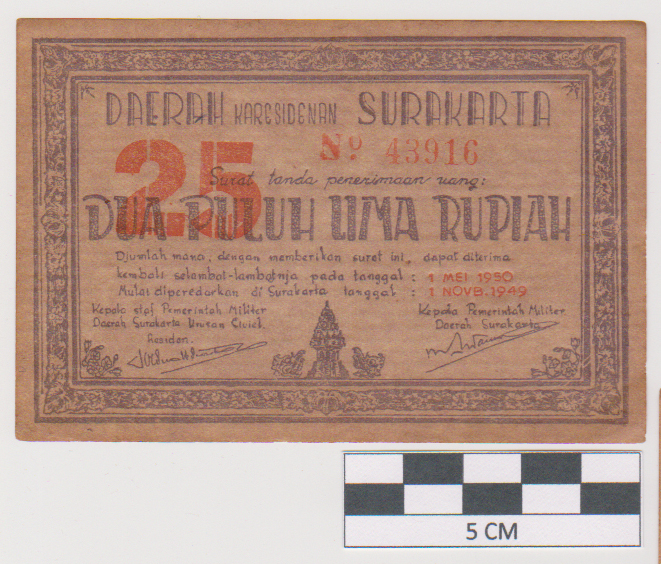 DAERAH KARESIDENAN SURAKARTA
25
No 43916
Surat tanda penerimaan uang:
DUA PULUH LIMA RUPIAH
Djumlah mana, dengan memberikan surat ini, dapat diterima
kembali selambat-lambatnja pada tanggal : 1 MEI 1950
Mulai diperedarkan di Surakarta tanggal : 1 NOVB. 1949
Kepala staf Pemerintah Militer
Daerah Surakarta Urusan Civiel.
Residen.
Kepala Pemerintah Militer
Daerah Surakarta
5 CM